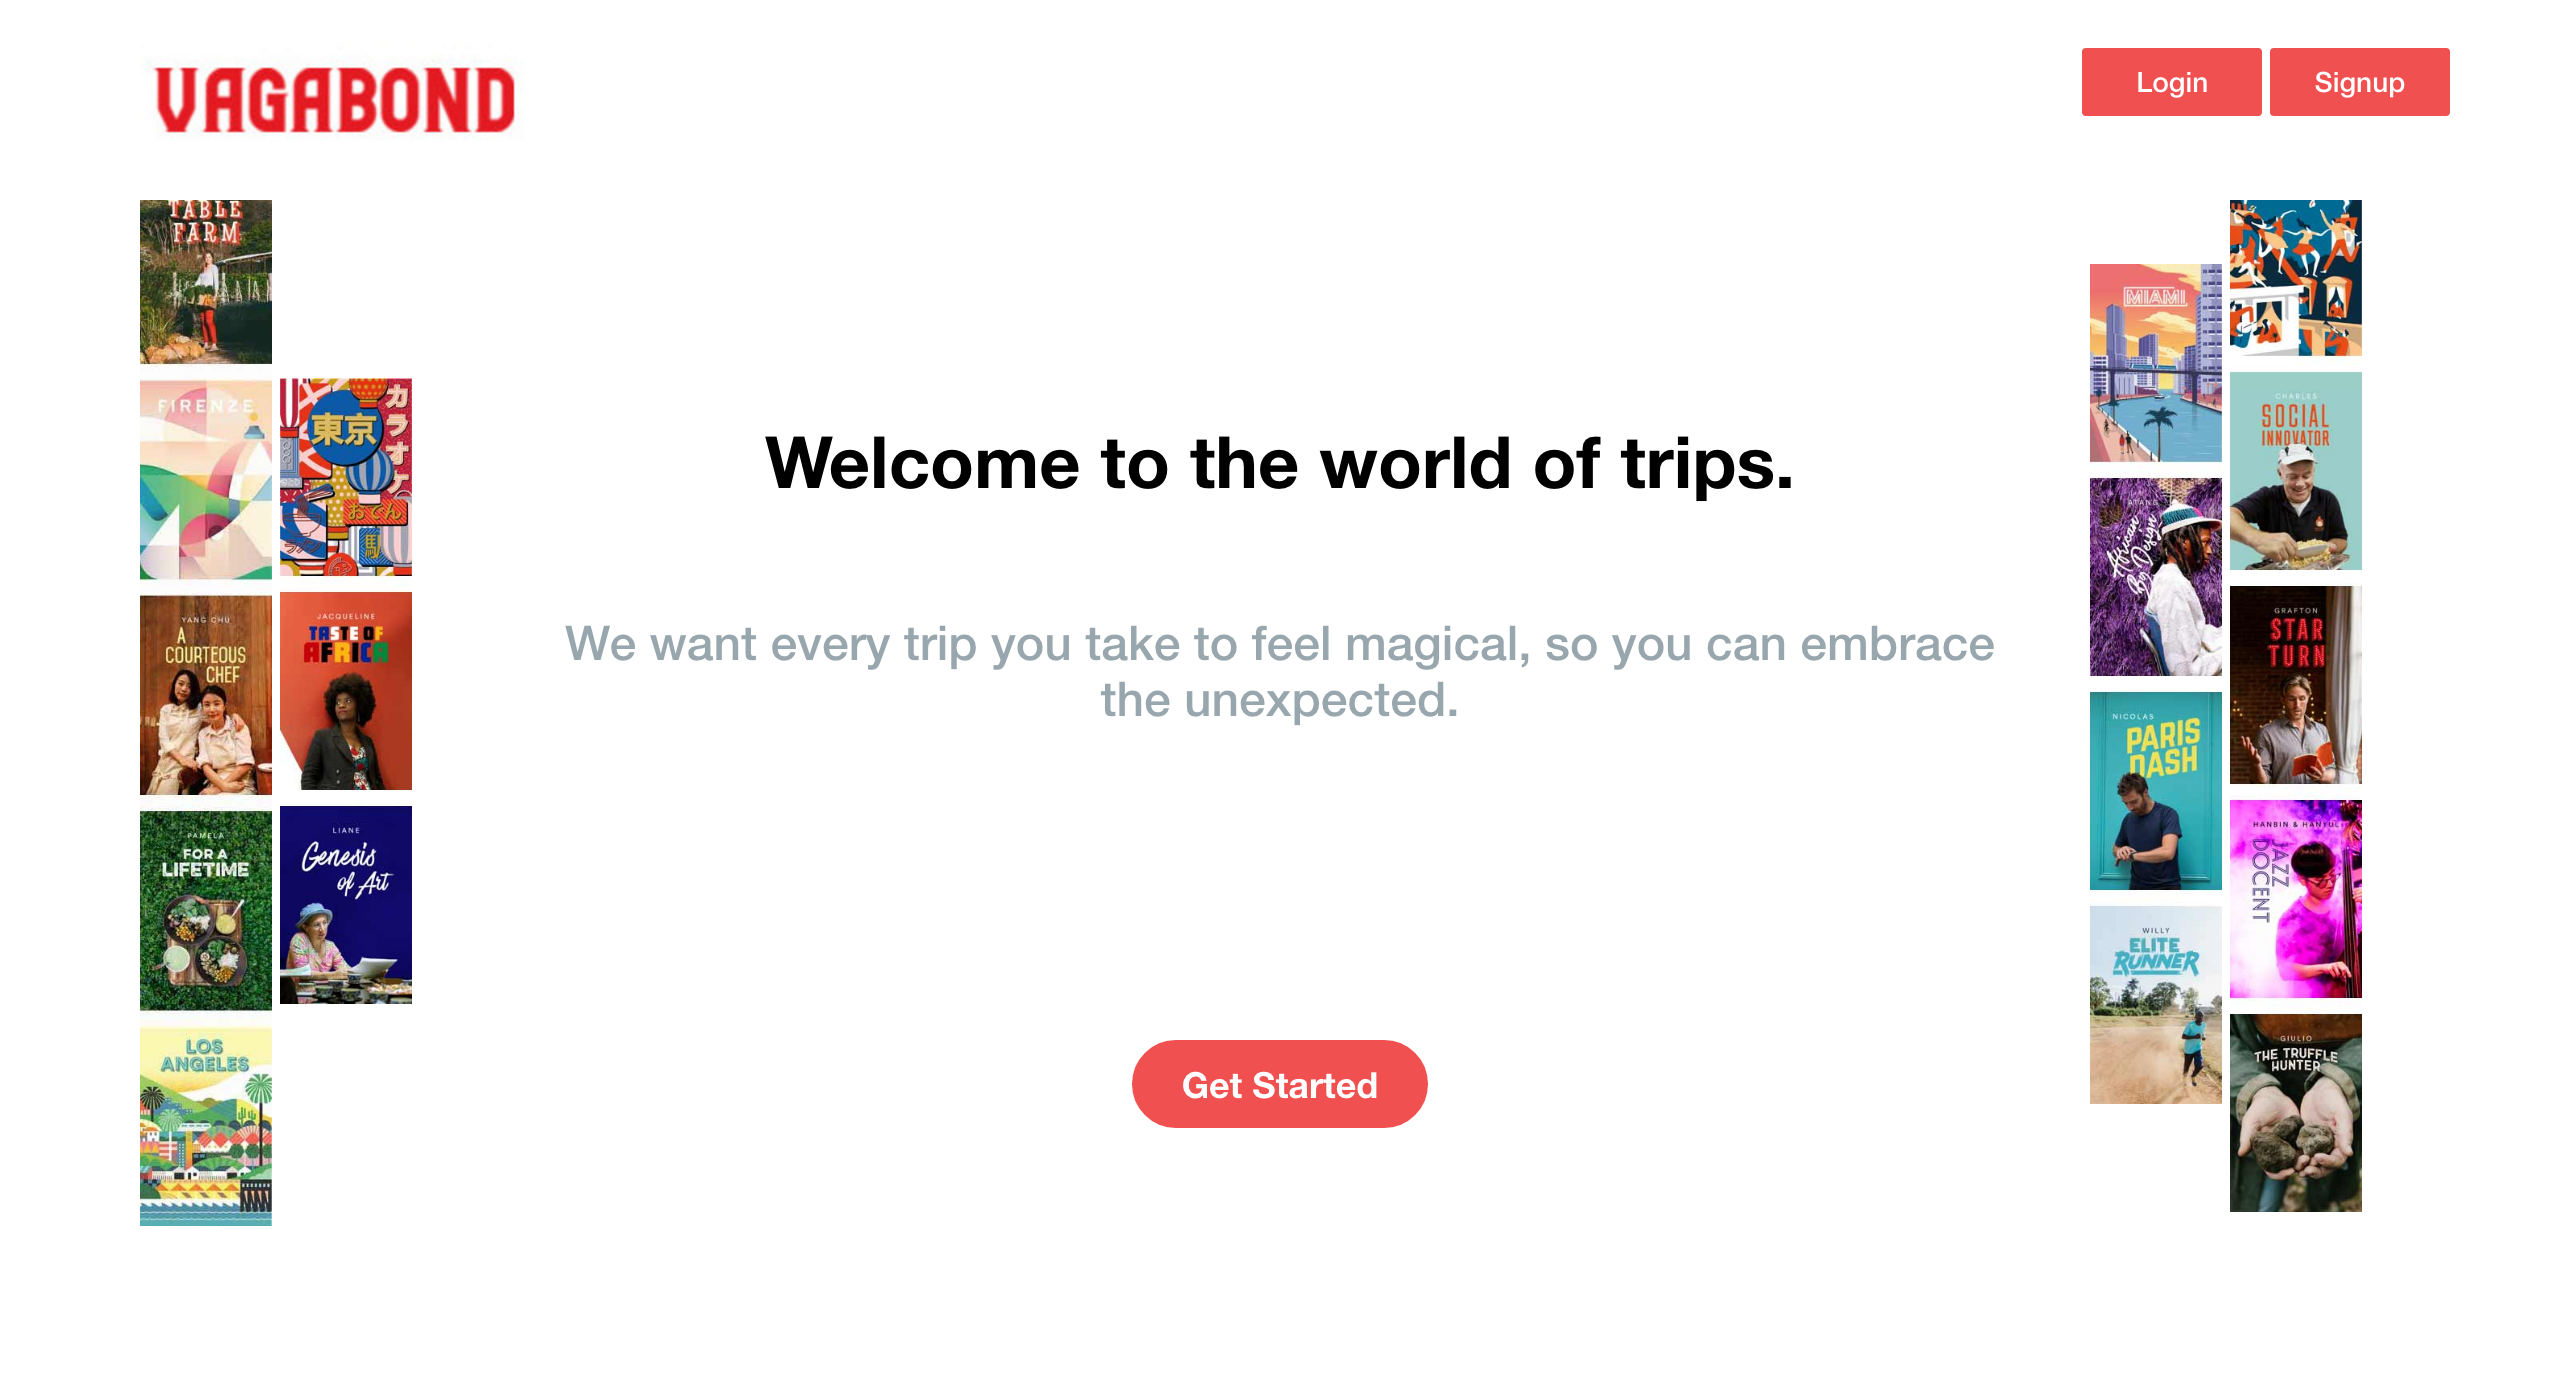 VAGABOND
Login
Signup
TABLE
FARM
FIRENZE
東京
カラオケ
おでん
YANG CHU
A
COURTEOUS
CHEF
JACQUELINE
TASTE OF
AFRICA
PAMELA
FOR A
LIFETIME
LIANE
Genesis
of Art
LOS
ANGELES
Welcome to the world of trips.
We want every trip you take to feel magical, so you can embrace
the unexpected.
Get Started
MIAMI
African
By Design
NICOLAS
PARIS
DASH
WILLY
ELITE
RUNNER
CHARLES
SOCIAL
INNOVATOR
GRAFTON
STAR
TURN
HANBIN & HANYUL
JAZZ
DOCENT
GIULIO
THE TRUFFLE
HUNTER